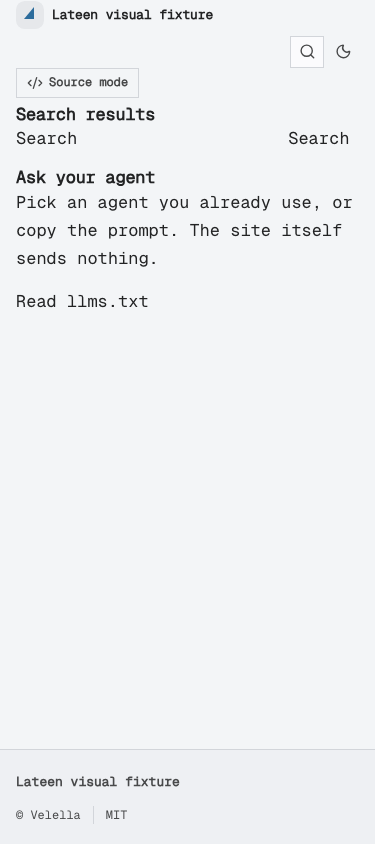 Lateen visual fixture
</> Source mode
Search results
Search Search
Ask your agent
Pick an agent you already use, or
copy the prompt. The site itself
sends nothing.
Read llms.txt
Lateen visual fixture
© Velella MIT